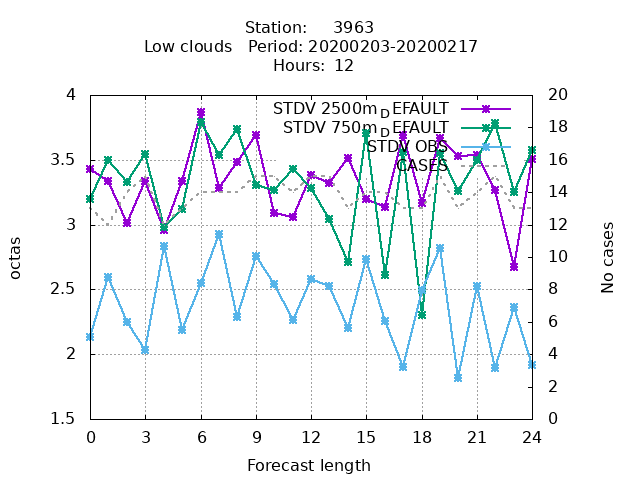 Station: 3963
Low clouds Period: 20200203-20200217
Hours: 12
4
3.5
3
2.5
2
1.5
20
18
16
14
12
10
8
6
4
2
0
STDV 2500m_DEFAULT
STDV 750m_DEFAULT
STDV OBS
CASES
octas
No cases
0 3 6 9 12 15 18 21 24
Forecast length